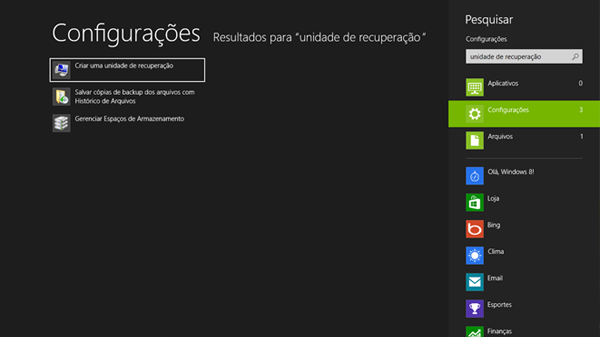 Configurações Resultados para "unidade de recuperação"
Criar uma unidade de recuperação
Salvar cópias de backup dos arquivos com
Histórico de Arquivos
Gerenciar Espaços de Armazenamento
Pesquisar
Configurações
unidade de recuperação
Aplicativos 0
Configurações 3
Arquivos 1
Olá, Windows 8!
Loja
Bing
Clima
Email
Esportes
Finanças